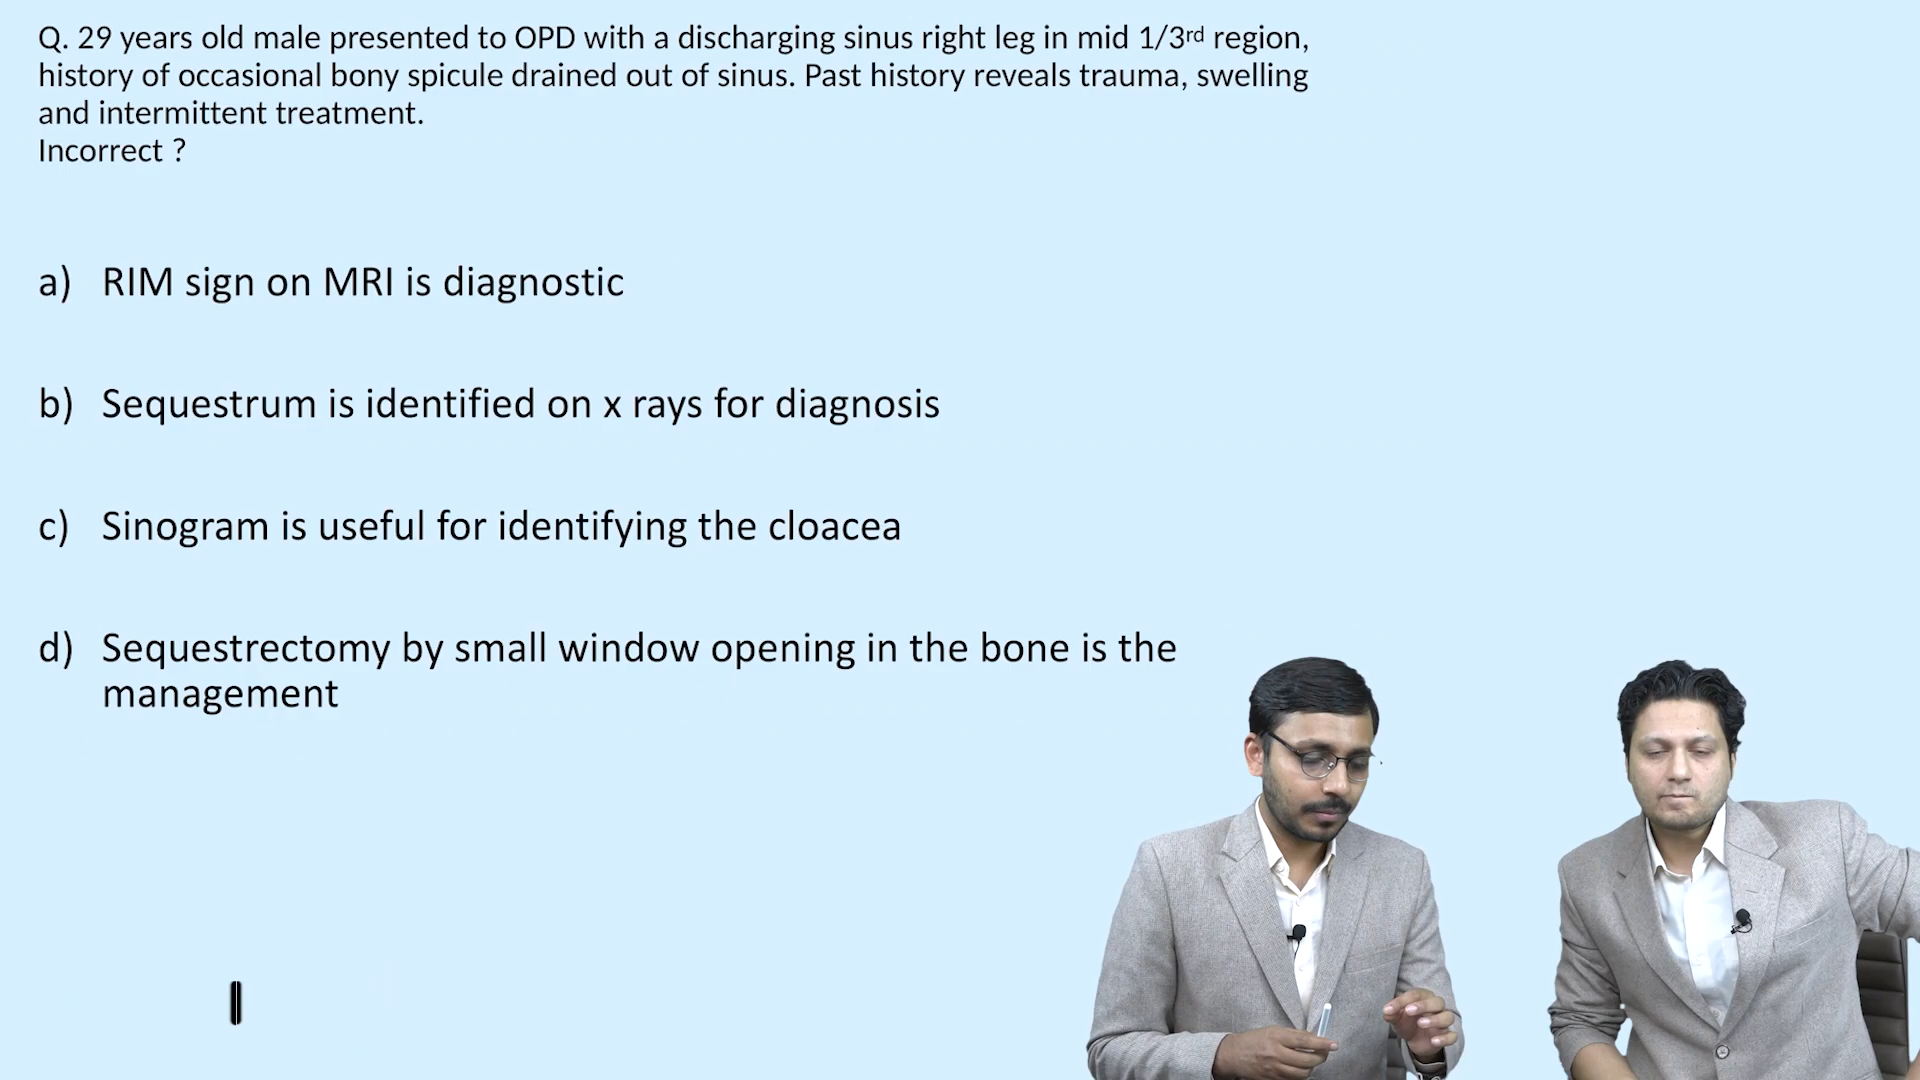 Q. 29 years old male presented to OPD with a discharging sinus right leg in mid 1/3rd region,
history of occasional bony spicule drained out of sinus. Past history reveals trauma, swelling
and intermittent treatment.
Incorrect ?
a) RIM sign on MRI is diagnostic
b) Sequestrum is identified on x rays for diagnosis
c) Sinogram is useful for identifying the cloacea
d) Sequestrectomy by small window opening in the bone is the
management